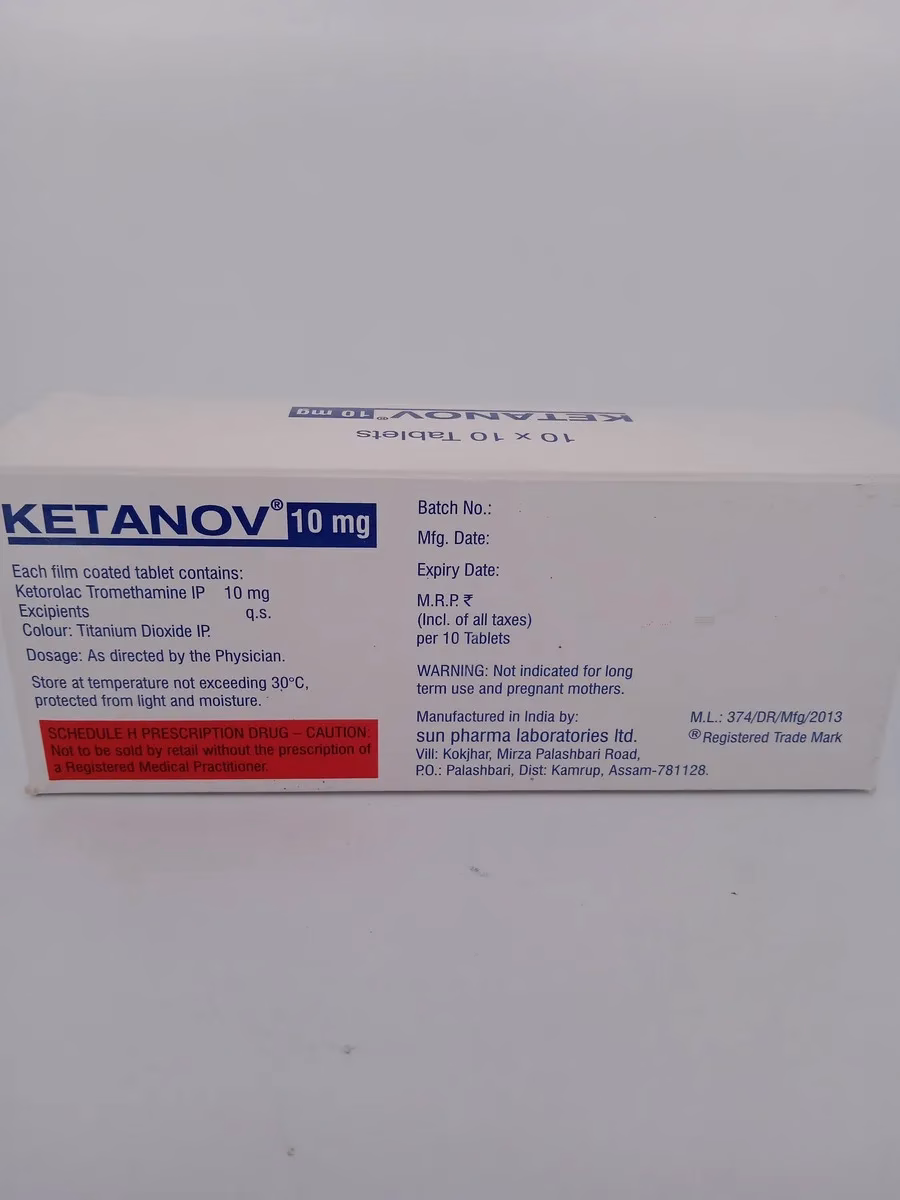 KETANOV® 10 mg
10 x 10 Tablets
KETANOV® 10 mg
Each film coated tablet contains:
Ketorolac Tromethamine IP 10 mg
Excipients q.s.
Colour: Titanium Dioxide IP.
Dosage: As directed by the Physician.
Store at temperature not exceeding 30°C,
protected from light and moisture.
SCHEDULE H PRESCRIPTION DRUG – CAUTION:
Not to be sold by retail without the prescription of
a Registered Medical Practitioner.
Batch No.:
Mfg. Date:
Expiry Date:
M.R.P. ₹
(Incl. of all taxes)
per 10 Tablets
WARNING: Not indicated for long
term use and pregnant mothers.
Manufactured in India by:
sun pharma laboratories ltd.
Vill: Kokjhar, Mirza Palashbari Road,
P.O.: Palashbari, Dist: Kamrup, Assam-781128.
M.L.: 374/DR/Mfg/2013
® Registered Trade Mark